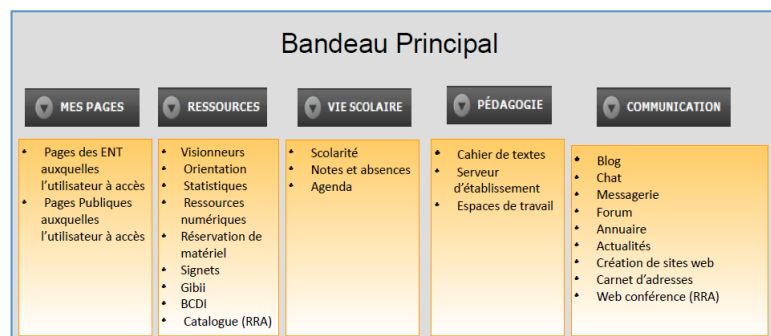 Bandeau Principal
MES PAGES
Pages des ENT
auxquelles
l'utilisateur à accès
Pages Publiques
auxquelles
l'utilisateur à accès
RESSOURCES
Visionneurs
Orientation
Statistiques
Ressources
numériques
Réservation de
matériel
Signets
Gibii
BCDI
Catalogue (RRA)
VIE SCOLAIRE
Scolarité
Notes et absences
Agenda
PÉDAGOGIE
Cahier de textes
Serveur
d'établissement
Espaces de travail
COMMUNICATION
Blog
Chat
Messagerie
Forum
Annuaire
Actualités
Création de sites web
Carnet d'adresses
Web conférence (RRA)